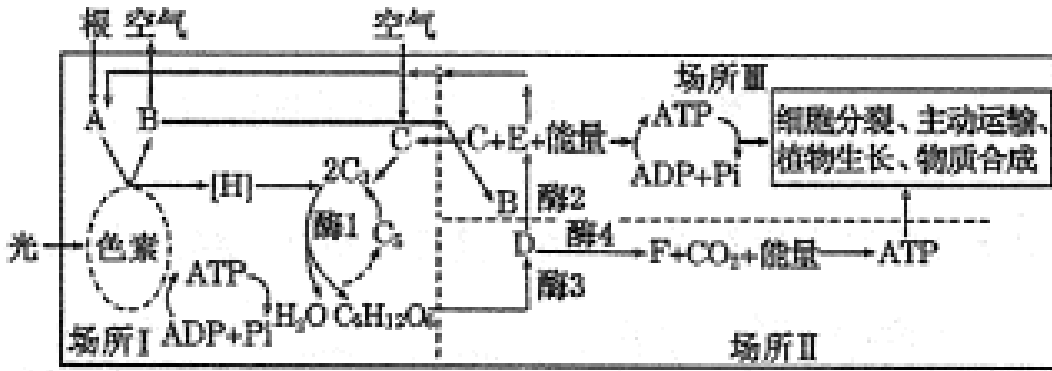 根 空气 空气
场所Ⅲ
A B C C+E+能量 ATP ADP+Pi 细胞分裂、主动运输、
植物生长、物质合成
[H] 2C₃ B 酶2
光 色素 酶1 C₅ D 酶4 F+CO₂+能量 ATP
ATP 酶3
ADP+Pi H₂O C₆H₁₂O₆
场所Ⅰ 场所Ⅱ